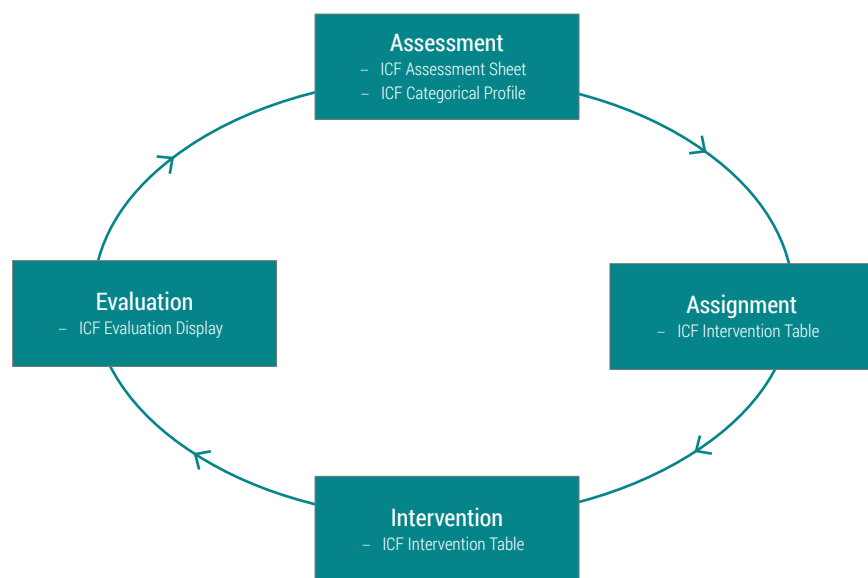 Assessment
– ICF Assessment Sheet
– ICF Categorical Profile
Evaluation
– ICF Evaluation Display
Assignment
– ICF Intervention Table
Intervention
– ICF Intervention Table